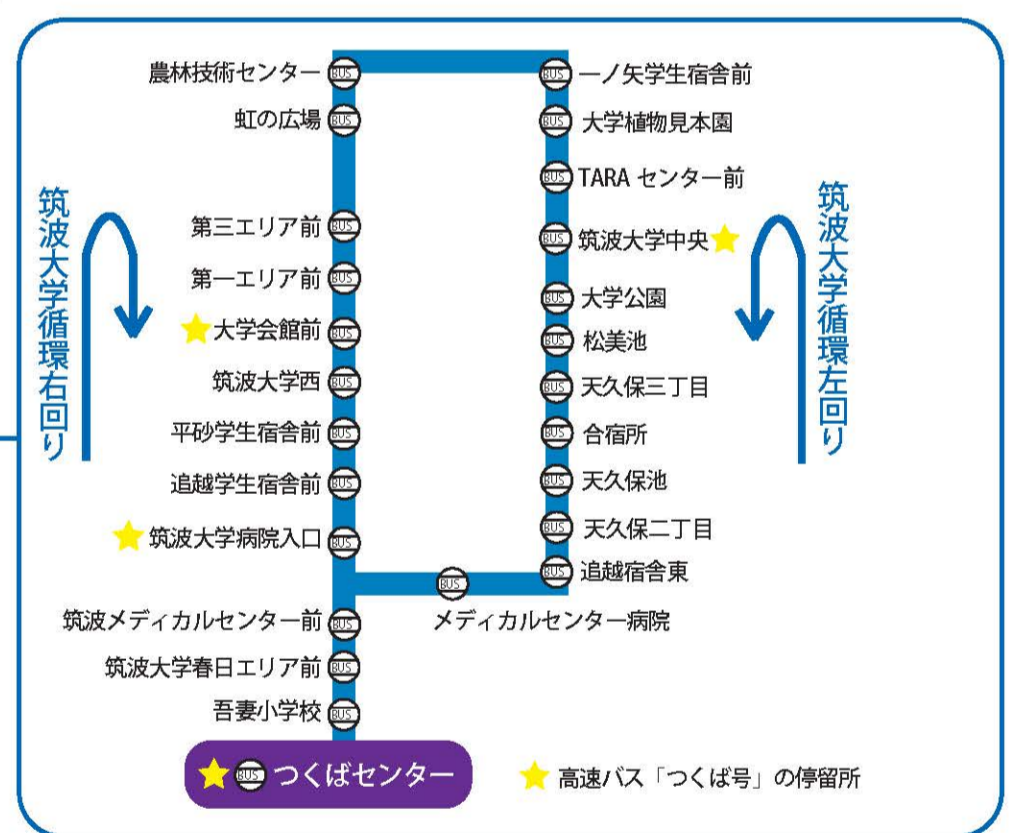 農林技術センター
虹の広場
第三エリア前
第一エリア前
大学会館前
筑波大学西
平砂学生宿舎前
追越学生宿舎前
筑波大学病院入口
筑波メディカルセンター前
筑波大学春日エリア前
吾妻小学校
BUS つくばセンター
一ノ矢学生宿舎前
大学植物見本園
TARA センター前
筑波大学中央
大学公園
松美池
天久保三丁目
合宿所
天久保池
天久保二丁目
追越宿舎東
メディカルセンター病院
筑波大学循環右回り
筑波大学循環左回り
高速バス「つくば号」の停留所